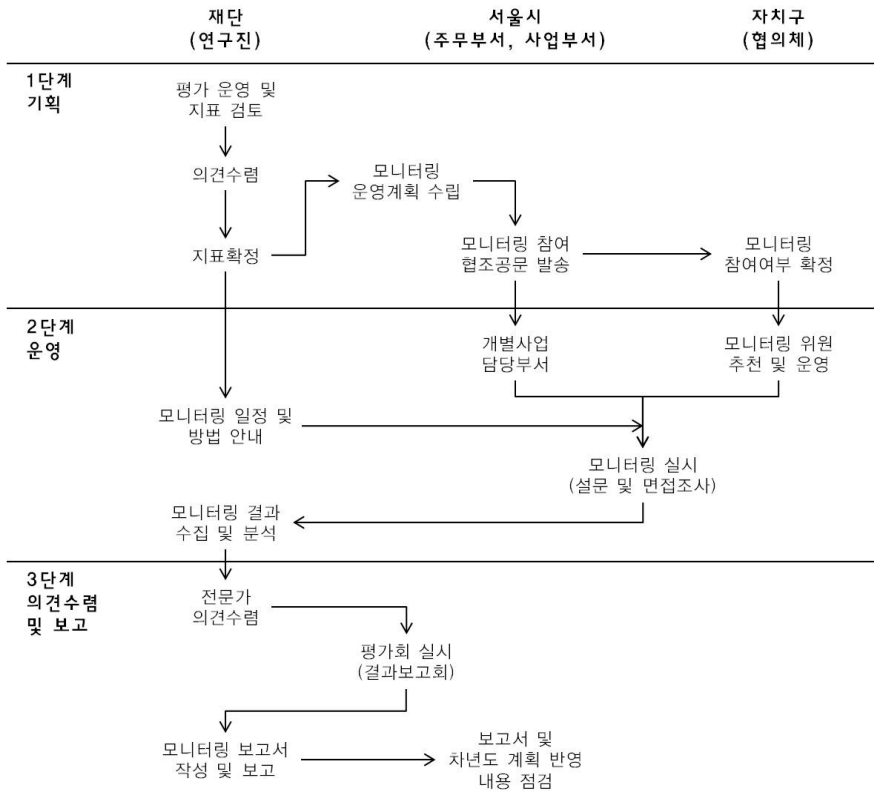 재단
(연구진)
서울시
(주무부서, 사업부서)
자치구
(협의체)
1단계
기획
평가 운영 및
지표 검토
의견수렴
모니터링
운영계획 수립
지표확정
모니터링 참여
협조공문 발송
모니터링
참여여부 확정
2단계
운영
개별사업
담당부서
모니터링 위원
추천 및 운영
모니터링 일정 및
방법 안내
모니터링 실시
(설문 및 면접조사)
모니터링 결과
수집 및 분석
3단계
의견수렴
및 보고
전문가
의견수렴
평가회 실시
(결과보고회)
모니터링 보고서
작성 및 보고
보고서 및
차년도 계획 반영
내용 점검